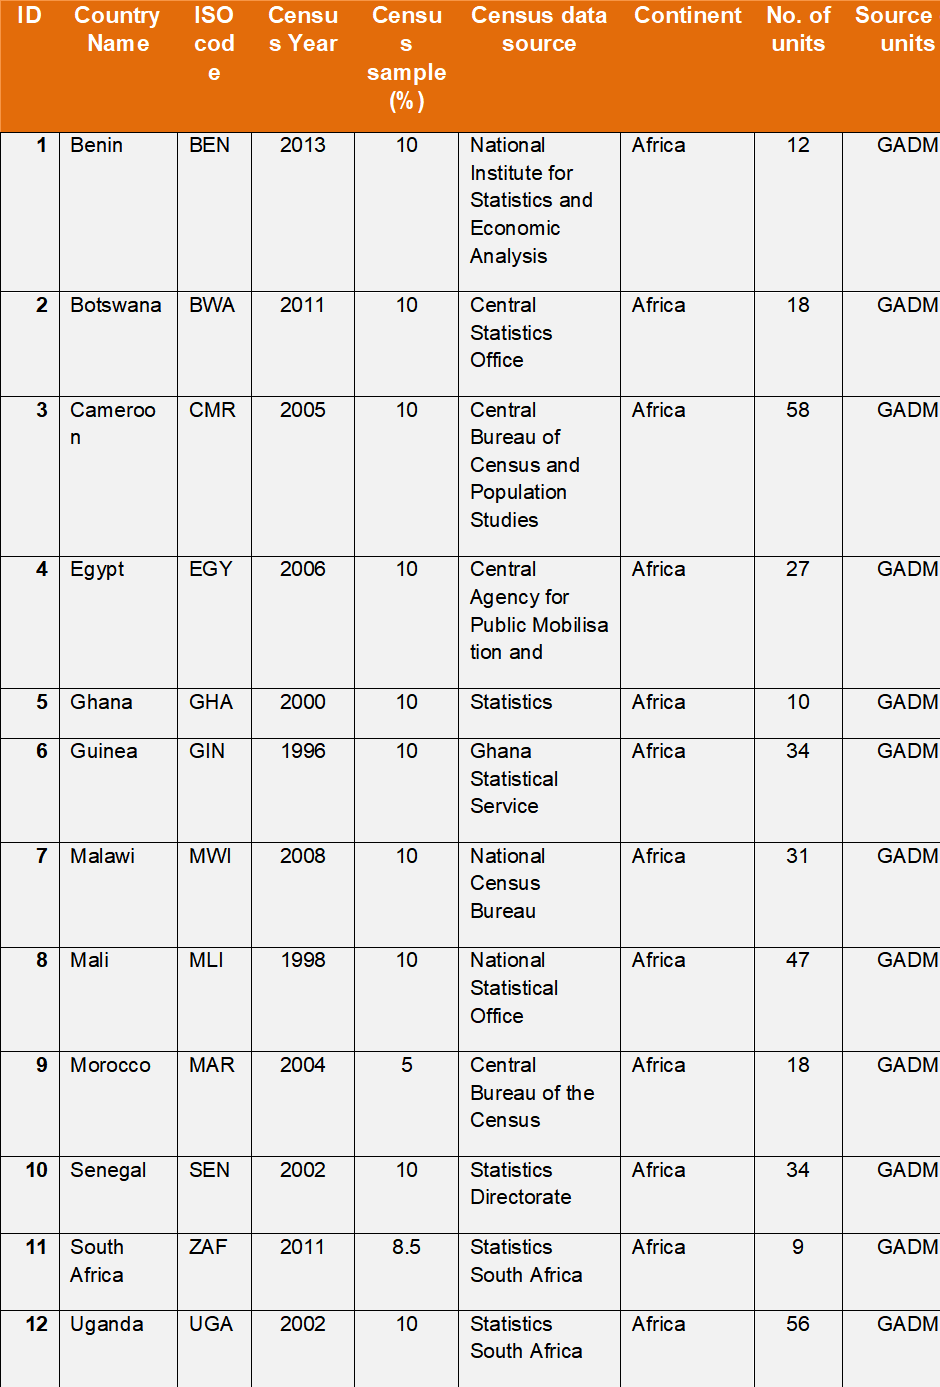 ID Country Name ISO cod e Censu s Year Censu s sample (%) Census data source Continent No. of units Source units
1 Benin BEN 2013 10 National Institute for Statistics and Economic Analysis Africa 12 GADM
2 Botswana BWA 2011 10 Central Statistics Office Africa 18 GADM
3 Cameroo n CMR 2005 10 Central Bureau of Census and Population Studies Africa 58 GADM
4 Egypt EGY 2006 10 Central Agency for Public Mobilisa tion and Africa 27 GADM
5 Ghana GHA 2000 10 Statistics Africa 10 GADM
6 Guinea GIN 1996 10 Ghana Statistical Service Africa 34 GADM
7 Malawi MWI 2008 10 National Census Bureau Africa 31 GADM
8 Mali MLI 1998 10 National Statistical Office Africa 47 GADM
9 Morocco MAR 2004 5 Central Bureau of the Census Africa 18 GADM
10 Senegal SEN 2002 10 Statistics Directorate Africa 34 GADM
11 South Africa ZAF 2011 8.5 Statistics South Africa Africa 9 GADM
12 Uganda UGA 2002 10 Statistics South Africa Africa 56 GADM